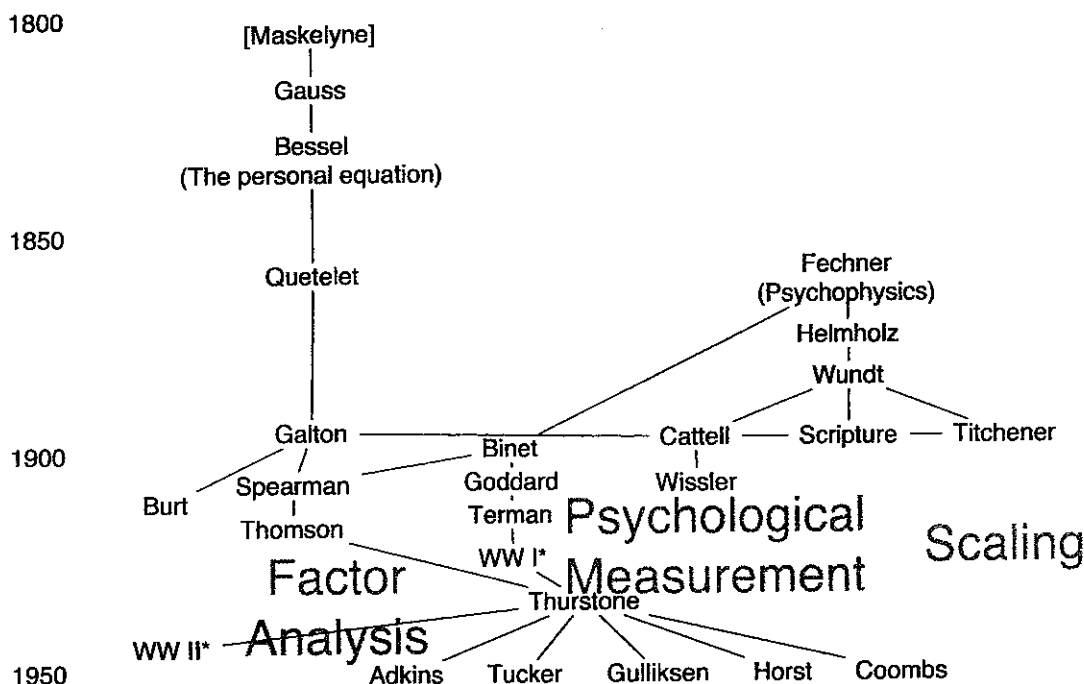 1800
[Maskelyne]
Gauss
Bessel
(The personal equation)
1850
Quetelet
Fechner
(Psychophysics)
Helmholz
Wundt
Galton
Binet
Cattell
Scripture
Titchener
1900
Burt
Spearman
Goddard
Wissler
Thomson
Terman
Psychological
Measurement
Scaling
WW I*
Factor
Analysis
Thurstone
WW II*
1950
Adkins
Tucker
Gulliksen
Horst
Coombs